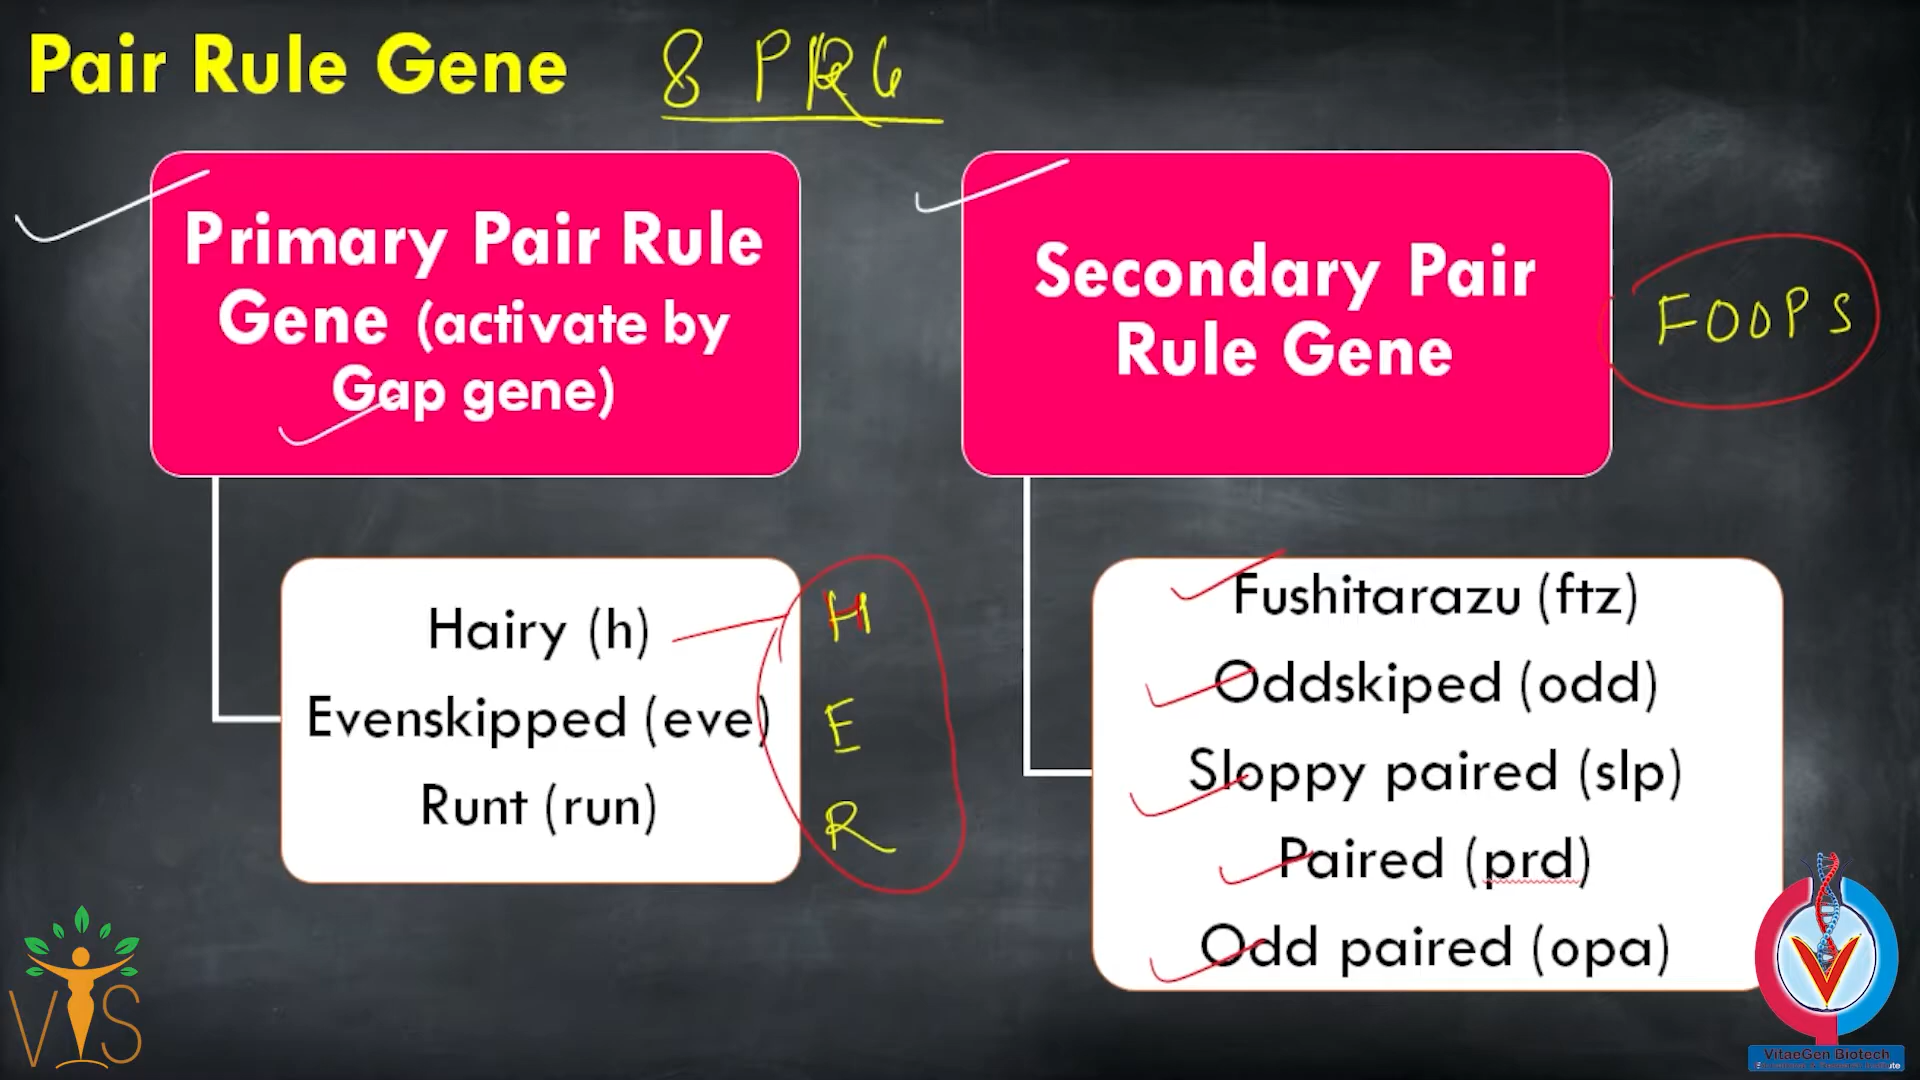 Pair Rule Gene 8 PRG
Primary Pair Rule
Gene (activate by
Gap gene)
Secondary Pair
Rule Gene
FOOPS
Hairy (h)
Evenskipped (eve)
Runt (run)
H
E
R
Fushitarazu (ftz)
Oddskiped (odd)
Sloppy paired (slp)
Paired (prd)
Odd paired (opa)
VIS
V
VitaeGen Biotech